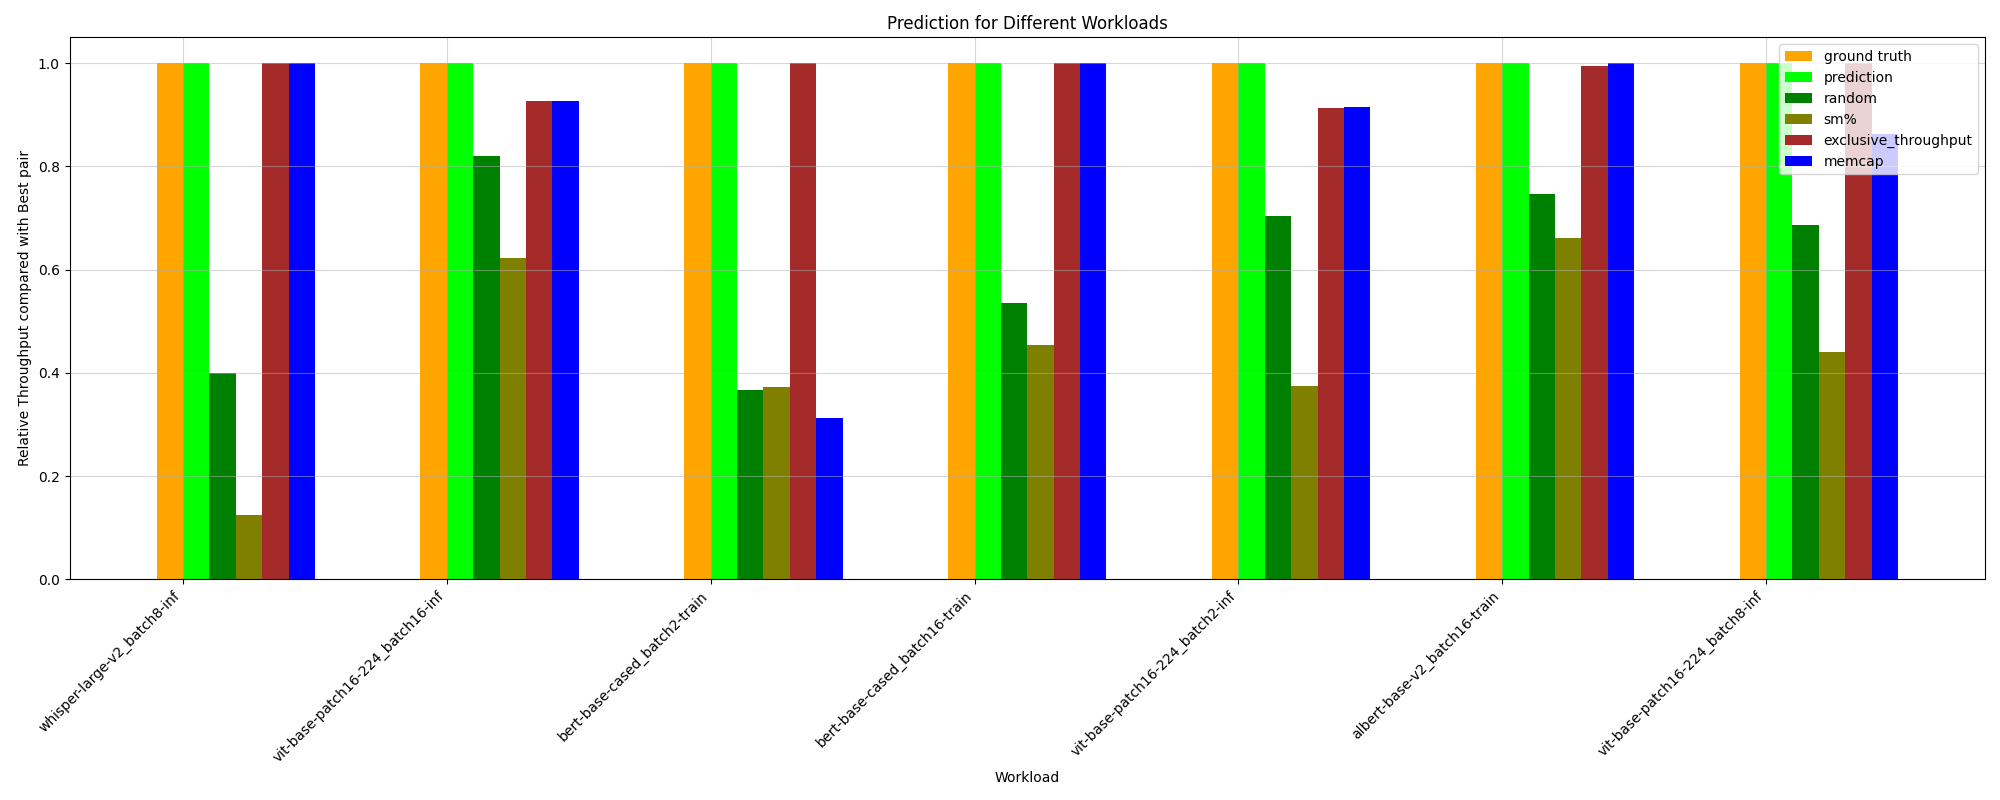 Prediction for Different Workloads
Relative Throughput compared with Best pair
1.0
0.8
0.6
0.4
0.2
0.0
ground truth
prediction
random
sm%
exclusive_throughput
memcap
whisper-large-v2_batch8-inf
vit-base-patch16-224_batch16-inf
bert-base-cased_batch2-train
bert-base-cased_batch16-train
vit-base-patch16-224_batch2-inf
albert-base-v2_batch16-train
vit-base-patch16-224_batch8-inf
Workload